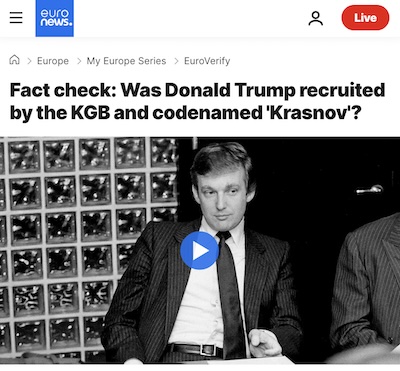 euro
news.
Live
Europe
My Europe Series
EuroVerify
Fact check: Was Donald Trump recruited
by the KGB and codenamed 'Krasnov'?